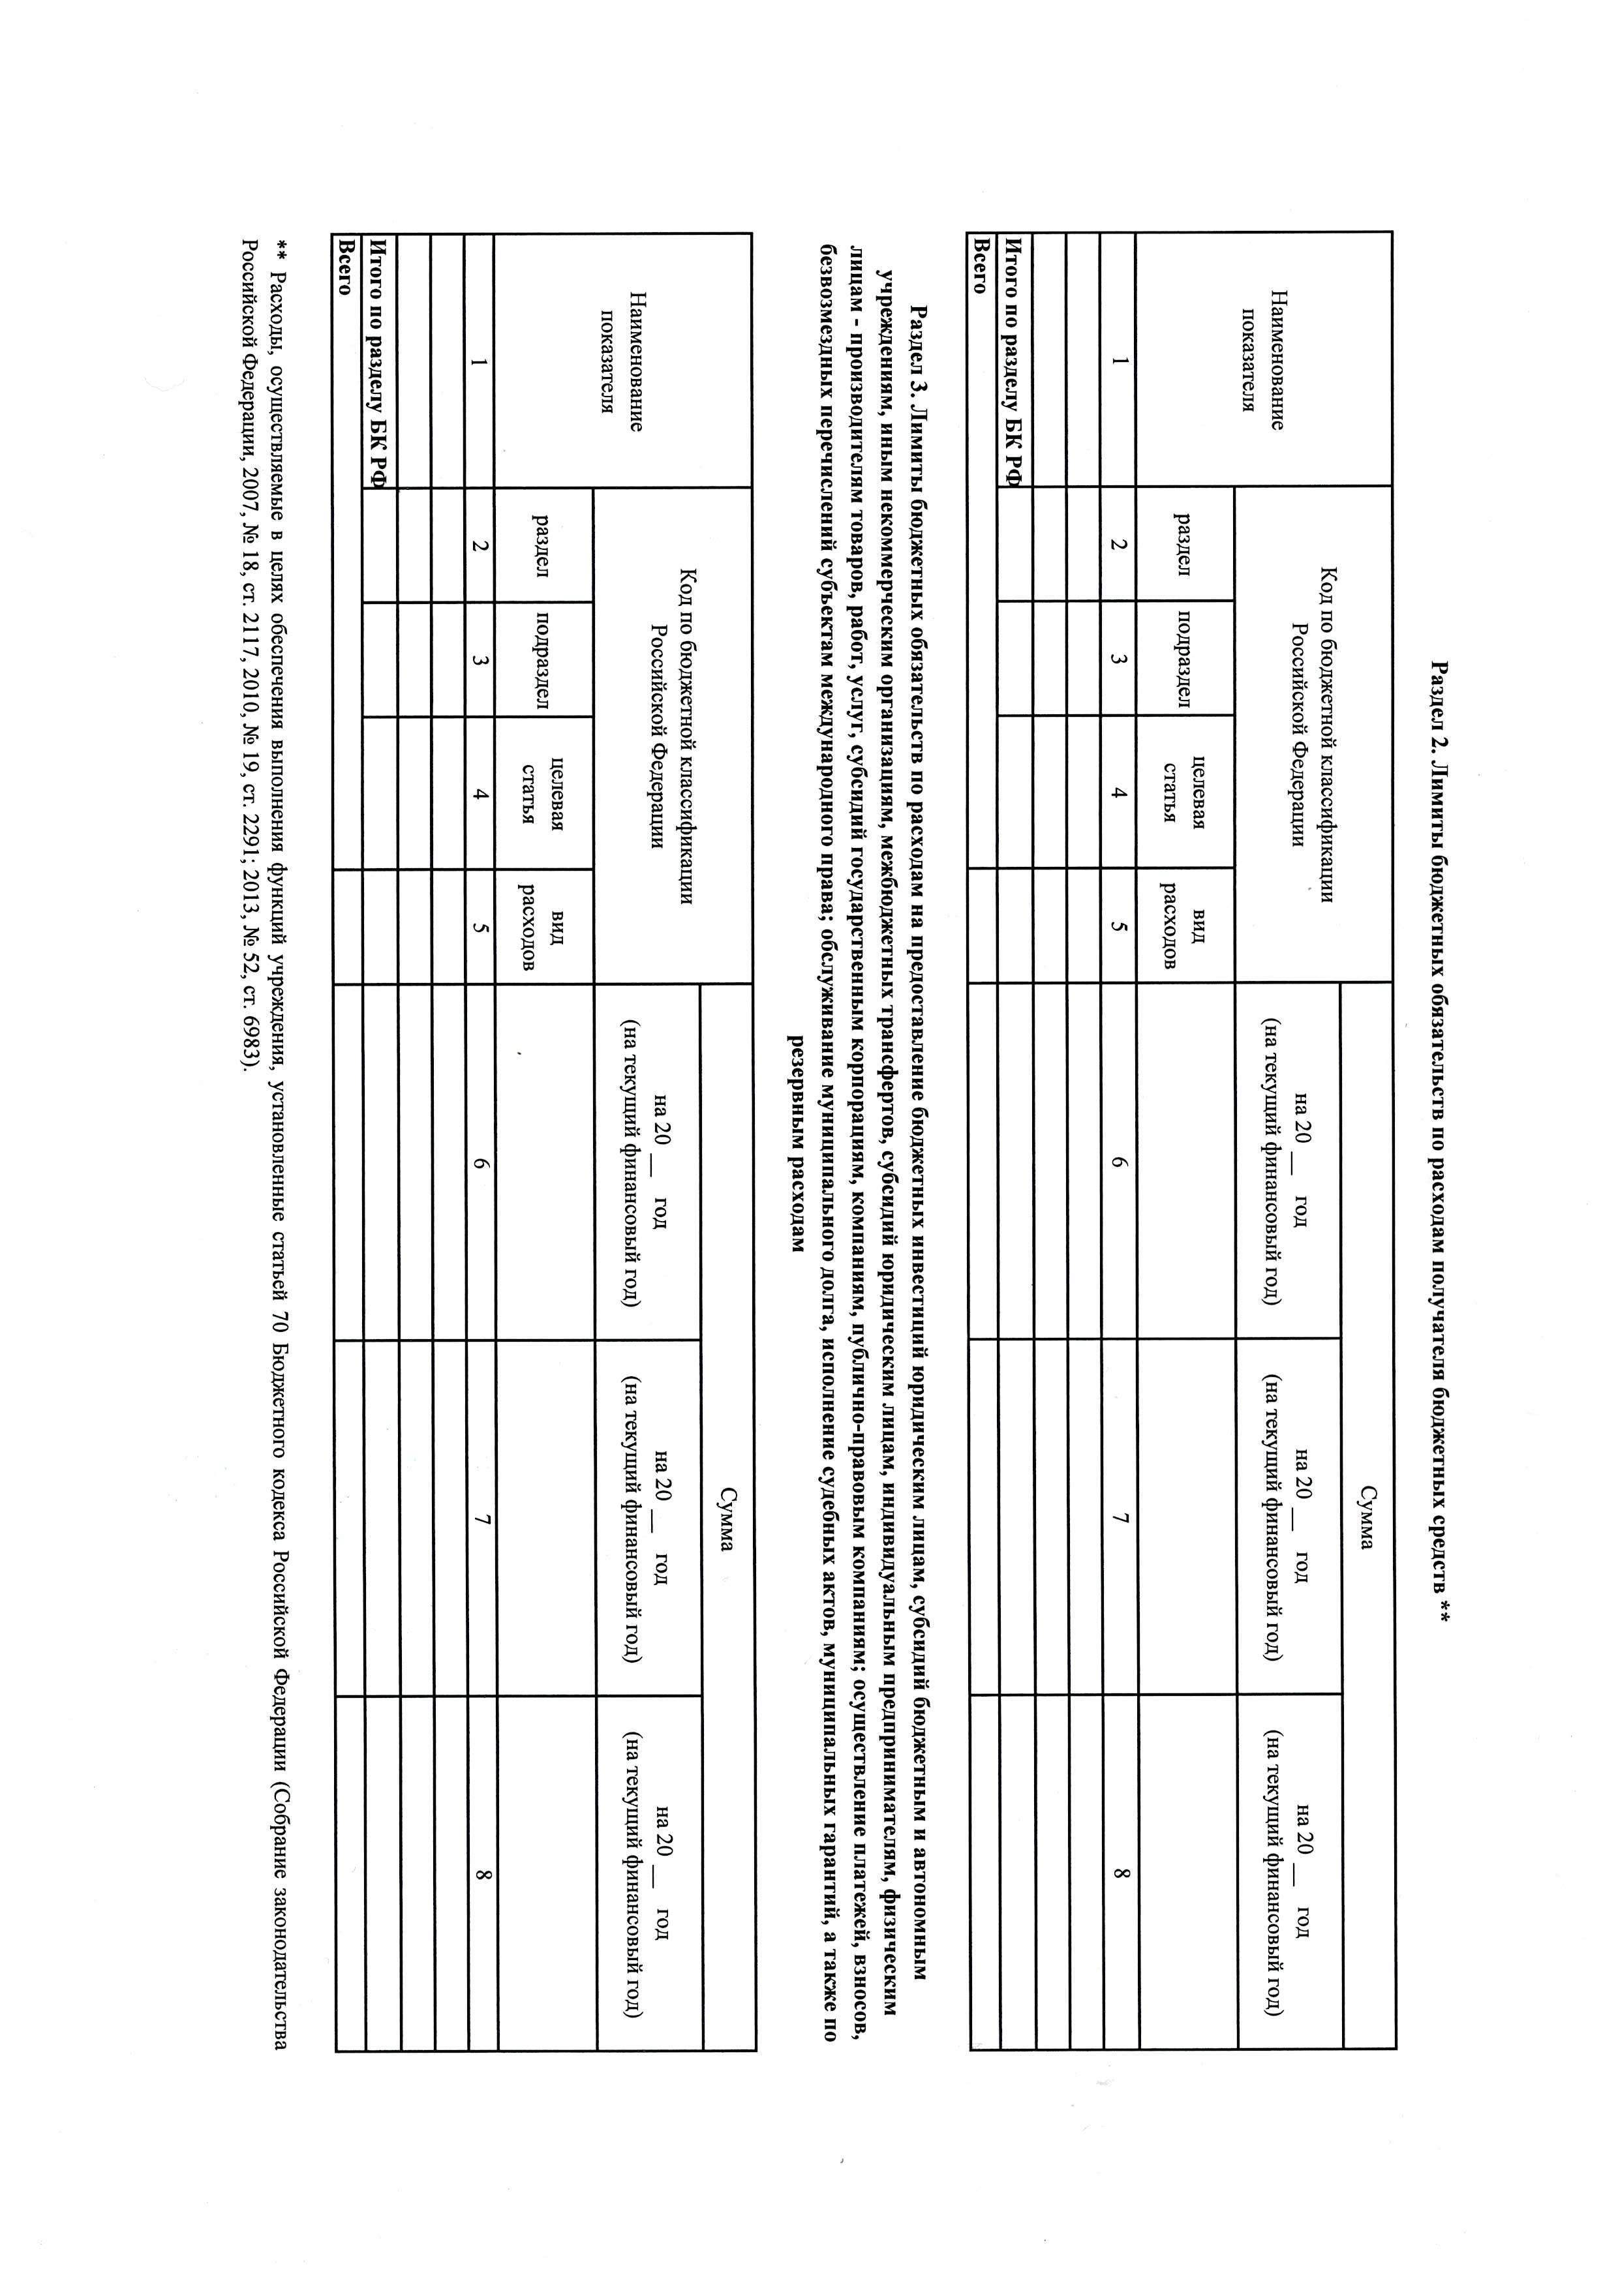 Раздел 2. Лимиты бюджетных обязательств по расходам получателя бюджетных средств **
Наименование
показателя
Код по бюджетной классификации
Российской Федерации
Сумма
раздел
подраздел
целевая
статья
вид
расходов
на 20 __ год
(на текущий финансовый год)
на 20 __ год
(на текущий финансовый год)
на 20 __ год
(на текущий финансовый год)
1 2 3 4 5 6 7 8
Итого по разделу БК РФ
Всего
Раздел 3. Лимиты бюджетных обязательств по расходам на предоставление бюджетных инвестиций юридическим лицам, субсидий бюджетным и автономным
учреждениям, иным некоммерческим организациям, межбюджетных трансфертов, субсидий юридическим лицам, индивидуальным предпринимателям, физическим
лицам - производителям товаров, работ, услуг, субсидий государственным корпорациям, компаниям, публично-правовым компаниям; осуществление платежей, взносов,
безвозмездных перечислений субъектам международного права; обслуживание муниципального долга, исполнение судебных актов, муниципальных гарантий, а также по
резервным расходам
Наименование
показателя
Код по бюджетной классификации
Российской Федерации
Сумма
раздел
подраздел
целевая
статья
вид
расходов
на 20 __ год
(на текущий финансовый год)
на 20 __ год
(на текущий финансовый год)
на 20 __ год
(на текущий финансовый год)
1 2 3 4 5 6 7 8
Итого по разделу БК РФ
Всего
** Расходы, осуществляемые в целях обеспечения выполнения функций учреждения, установленные статьей 70 Бюджетного кодекса Российской Федерации (Собрание законодательства
Российской Федерации, 2007, № 18, ст. 2117, 2010, № 19, ст. 2291; 2013, № 52, ст. 6983).